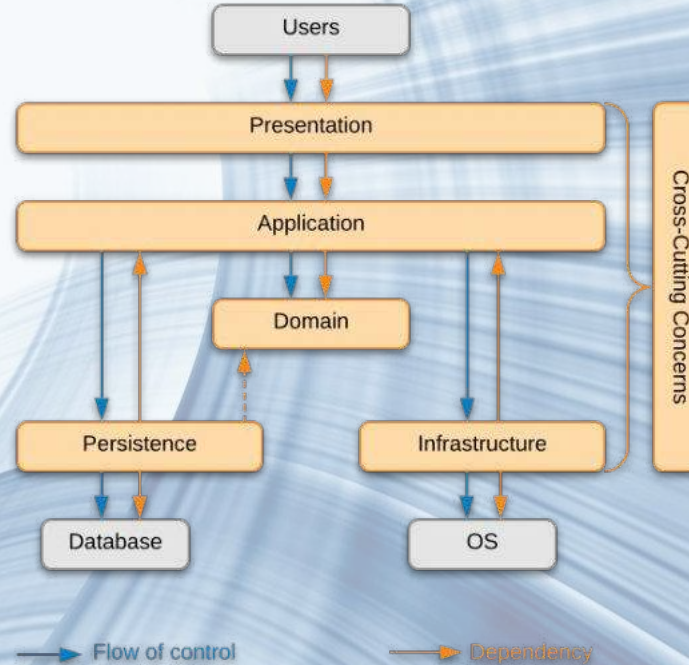 Users
Presentation
Application
Cross-Cutting Concerns
Domain
Persistence
Infrastructure
Database
OS
Flow of control
Dependency